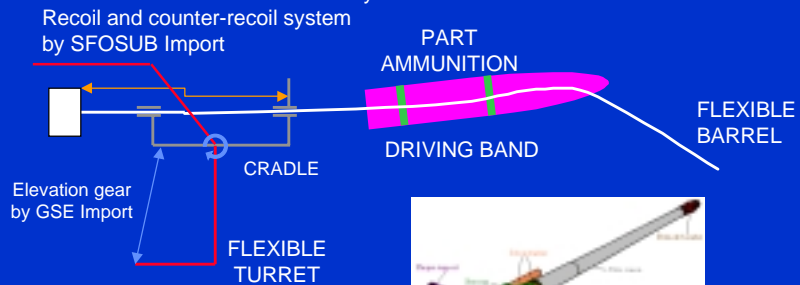 Recoil and counter-recoil system
by SFOSUB Import
PART
AMMUNITION
FLEXIBLE
BARREL
DRIVING BAND
CRADLE
Elevation gear
by GSE Import
FLEXIBLE
TURRET